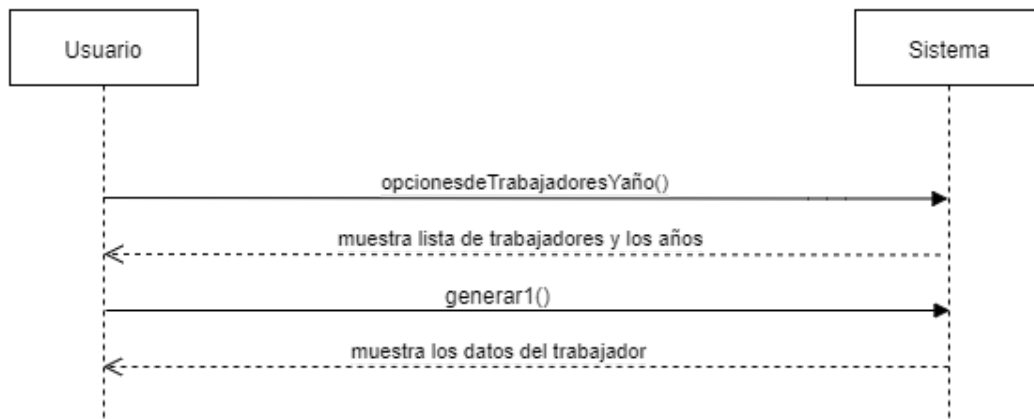 Usuario
Sistema
opcionesdeTrabajadoresYaño()
muestra lista de trabajadores y los años
generar1()
muestra los datos del trabajador